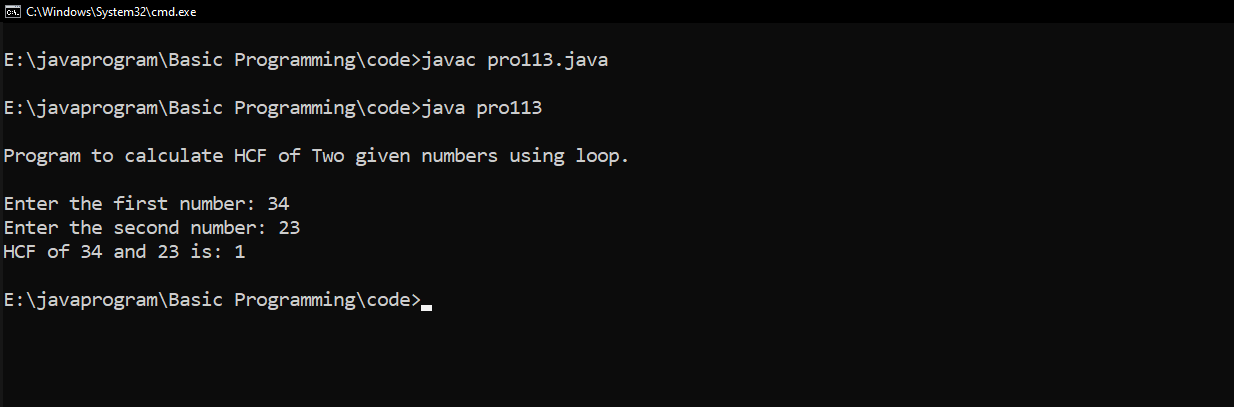 C:\Windows\System32\cmd.exe
E:\javaprogram\Basic Programming\code>javac pro113.java
E:\javaprogram\Basic Programming\code>java pro113
Program to calculate HCF of Two given numbers using loop.
Enter the first number: 34
Enter the second number: 23
HCF of 34 and 23 is: 1
E:\javaprogram\Basic Programming\code>